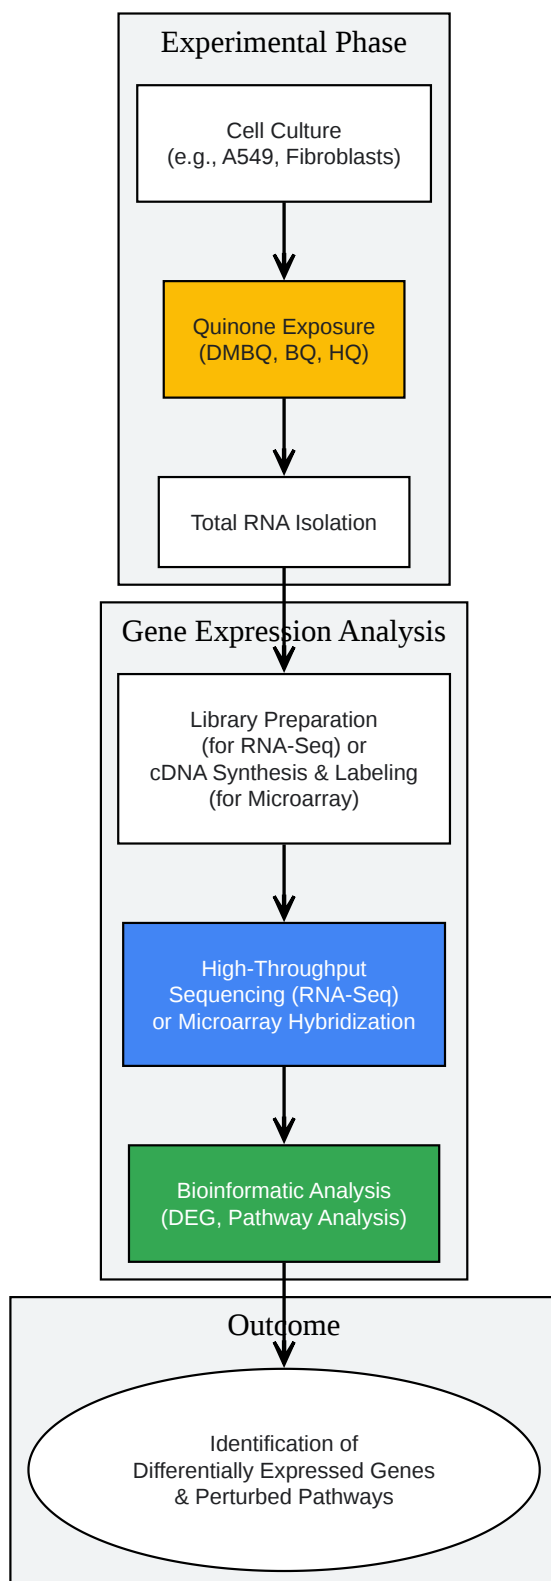 Experimental Phase
Cell Culture
(e.g., A549, Fibroblasts)
Quinone Exposure
(DMBQ, BQ, HQ)
Total RNA Isolation
Gene Expression Analysis
Library Preparation
(for RNA-Seq) or
cDNA Synthesis & Labeling
(for Microarray)
High-Throughput
Sequencing (RNA-Seq)
or Microarray Hybridization
Bioinformatic Analysis
(DEG, Pathway Analysis)
Outcome
Identification of
Differentially Expressed Genes
& Perturbed Pathways